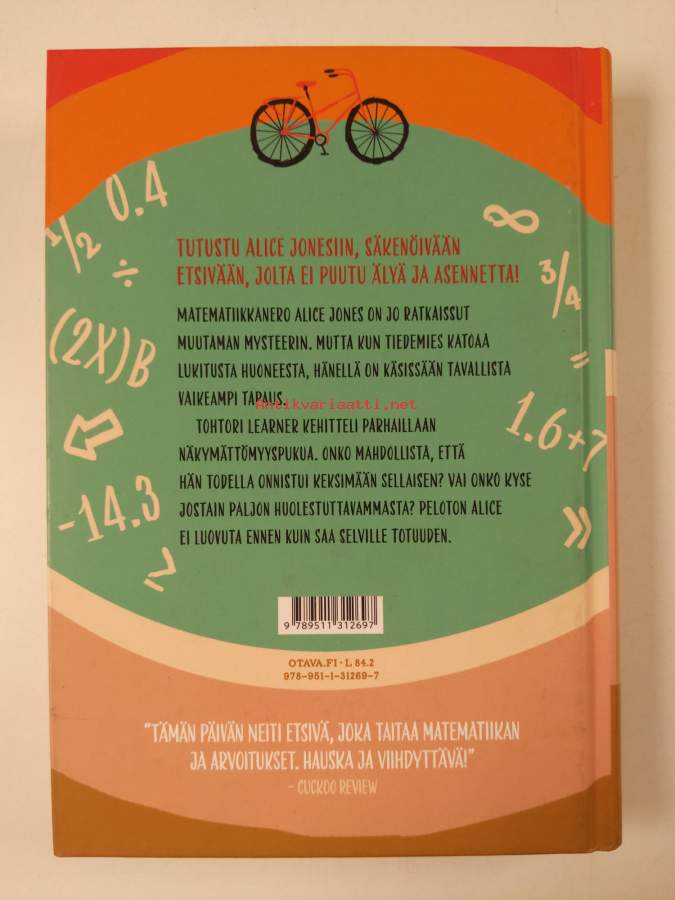 1/2
0.4
÷
∞
3/4
=
(2X)B
1.6+7
-14.3
TUTUSTU ALICE JONESIIN, SÄKENÖIVÄÄN
ETSIVÄÄN, JOLTA EI PUUTU ÄLYÄ JA ASENNETTA!
MATEMATIIKKANERO ALICE JONES ON JO RATKAISSUT
MUUTAMAN MYSTEERIN. MUTTA KUN TIEDEMIES KATOAA
LUKITUSTA HUONEESTA, HÄNELLÄ ON KÄSISSÄÄN TAVALLISTA
VAIKEAMPI TAPAUS.
Antikvariaatti.net
TOHTORI LEARNER KEHITTELI PARHAILLAAN
NÄKYMÄTTÖMYYSPUKUA. ONKO MAHDOLLISTA, ETTÄ
HÄN TODELLA ONNISTUI KEKSIMÄÄN SELLAISEN? VAI ONKO KYSE
JOSTAIN PALJON HUOLESTUTTAVAMMASTA? PELOTON ALICE
EI LUOVUTA ENNEN KUIN SAA SELVILLE TOTUUDEN.
9 789511 312697
OTAVA.FI · L 84.2
978-951-1-31269-7
"TÄMÄN PÄIVÄN NEITI ETSIVÄ, JOKA TAITAA MATEMATIIKAN
JA ARVOITUKSET. HAUSKA JA VIIHDYTTÄVÄ!"
– CUCKOO REVIEW